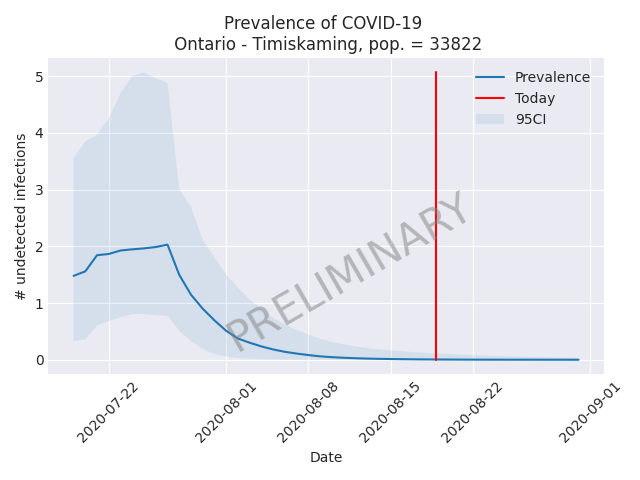 Prevalence of COVID-19
Ontario - Timiskaming, pop. = 33822
Prevalence
Today
95CI
5
4
3
2
1
0
# undetected infections
PRELIMINARY
2020-07-22
2020-08-01
2020-08-08
2020-08-15
2020-08-22
2020-09-01
Date